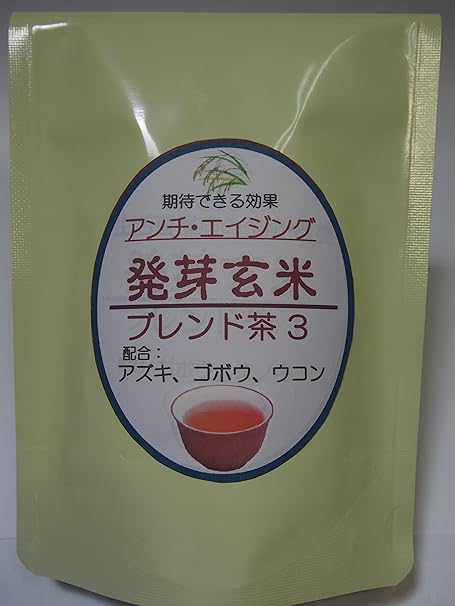 期待できる効果
アンチ・エイジング
発芽玄米
ブレンド茶 3
配合：
アズキ、ゴボウ、ウコン